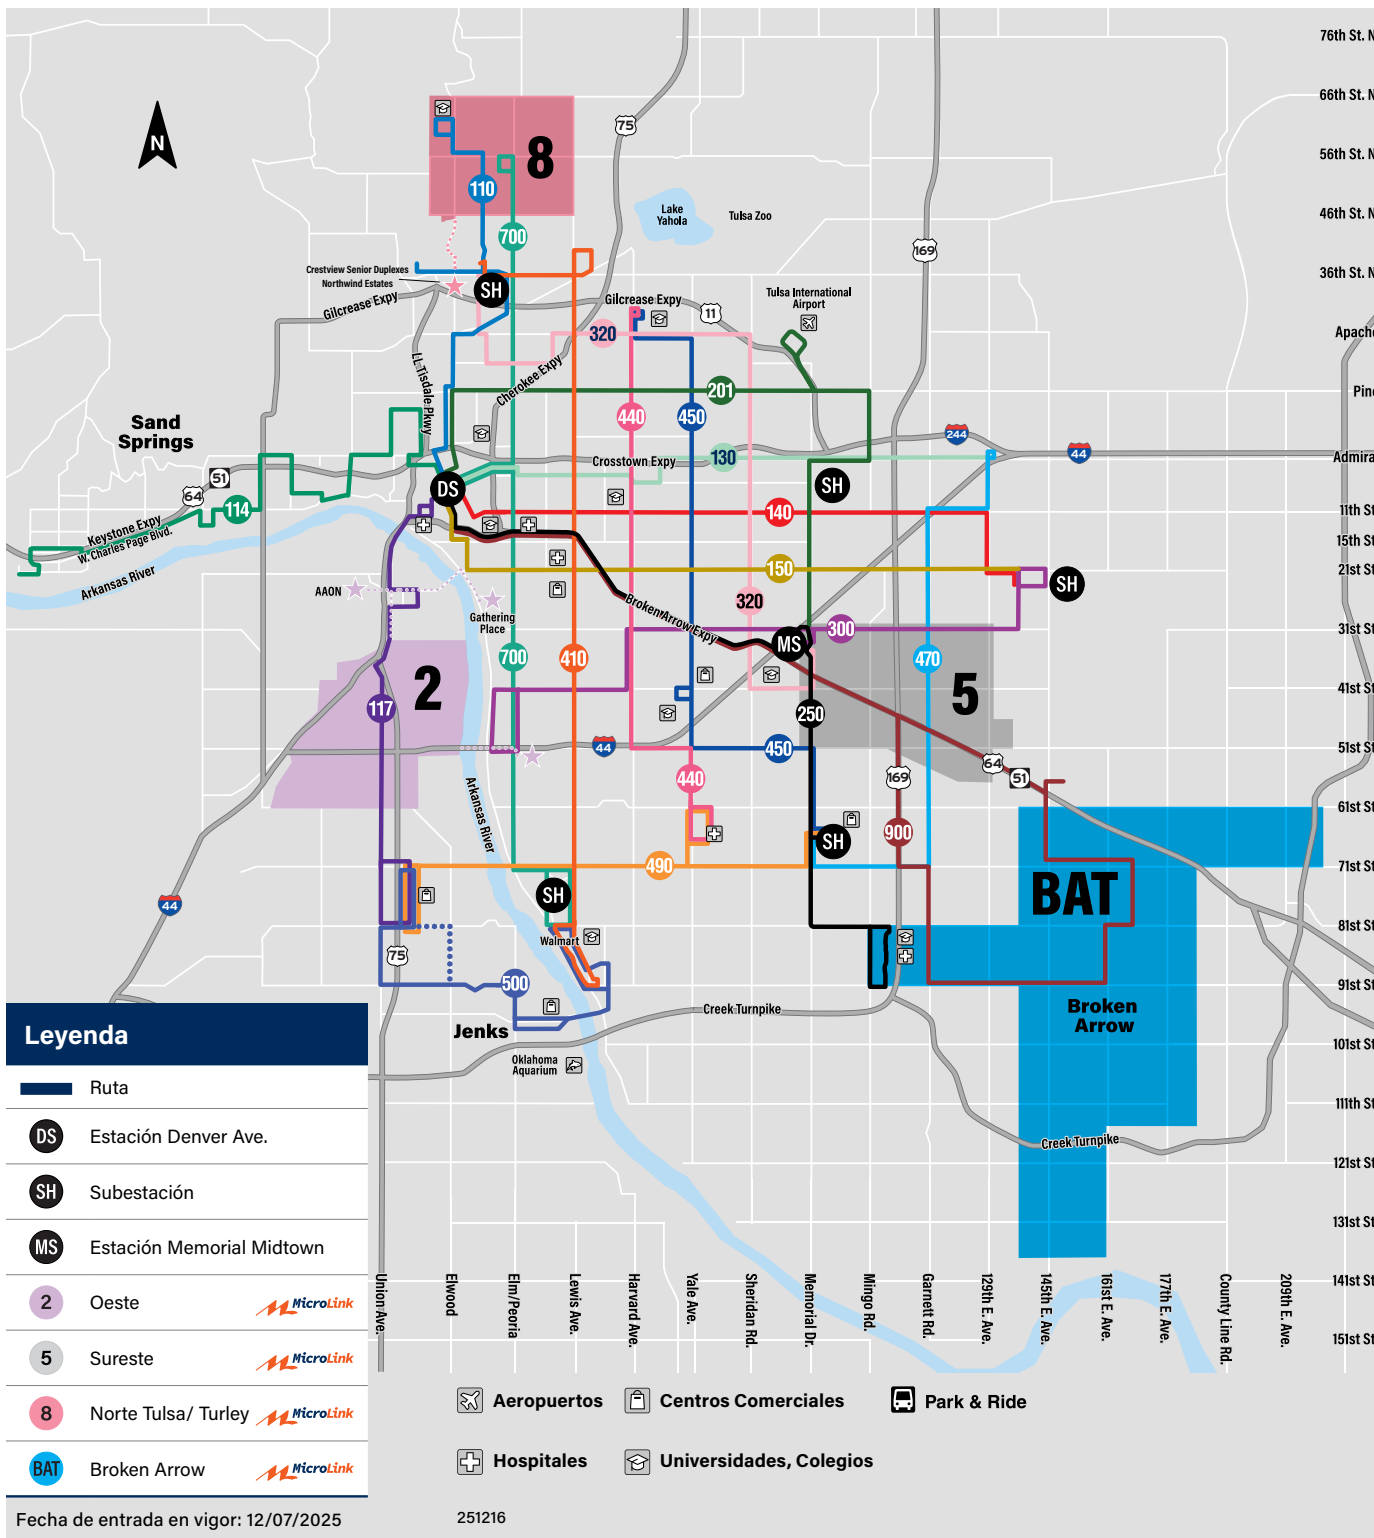 76th St. N
66th St. N
56th St. N
46th St. N
36th St. N
Apache
Pine
Admiral
11th St
15th St
21st St
31st St
41st St
51st St
61st St
71st St
81st St
91st St
101st St
111th St
121st St
131st St
141st St
151st St
N
8
75
110
700
Lake
Yahola
Tulsa Zoo
169
Crestview Senior Duplexes
Northwind Estates
SH
Gilcrease Expy
Gilcrease Expy
11
Tulsa International
Airport
320
LL Tisdale Pkwy
Cherokee Expy
201
440
450
Sand
Springs
244
44
130
Crosstown Expy
51
64
DS
SH
114
140
Keystone Expy
W. Charles Page Blvd.
Arkansas River
150
SH
AAON
Gathering
Place
Broken Arrow Expy
320
300
MS
700
410
470
2
5
117
250
44
450
64
51
440
169
Arkansas River
900
SH
490
BAT
44
SH
Walmart
75
500
Creek Turnpike
Broken
Arrow
Jenks
Oklahoma
Aquarium
Creek Turnpike
Leyenda
Ruta
DS Estación Denver Ave.
SH Subestación
MS Estación Memorial Midtown
2 Oeste MicroLink
5 Sureste MicroLink
8 Norte Tulsa/ Turley MicroLink
BAT Broken Arrow MicroLink
Fecha de entrada en vigor: 12/07/2025
Union Ave.
Elwood
Elm/Peoria
Lewis Ave.
Harvard Ave.
Yale Ave.
Sheridan Rd.
Memorial Dr.
Mingo Rd.
Garnett Rd.
129th E. Ave.
145th E. Ave.
161st E. Ave.
177th E. Ave.
County Line Rd.
209th E. Ave.
Aeropuertos
Centros Comerciales
Park & Ride
Hospitales
Universidades, Colegios
251216